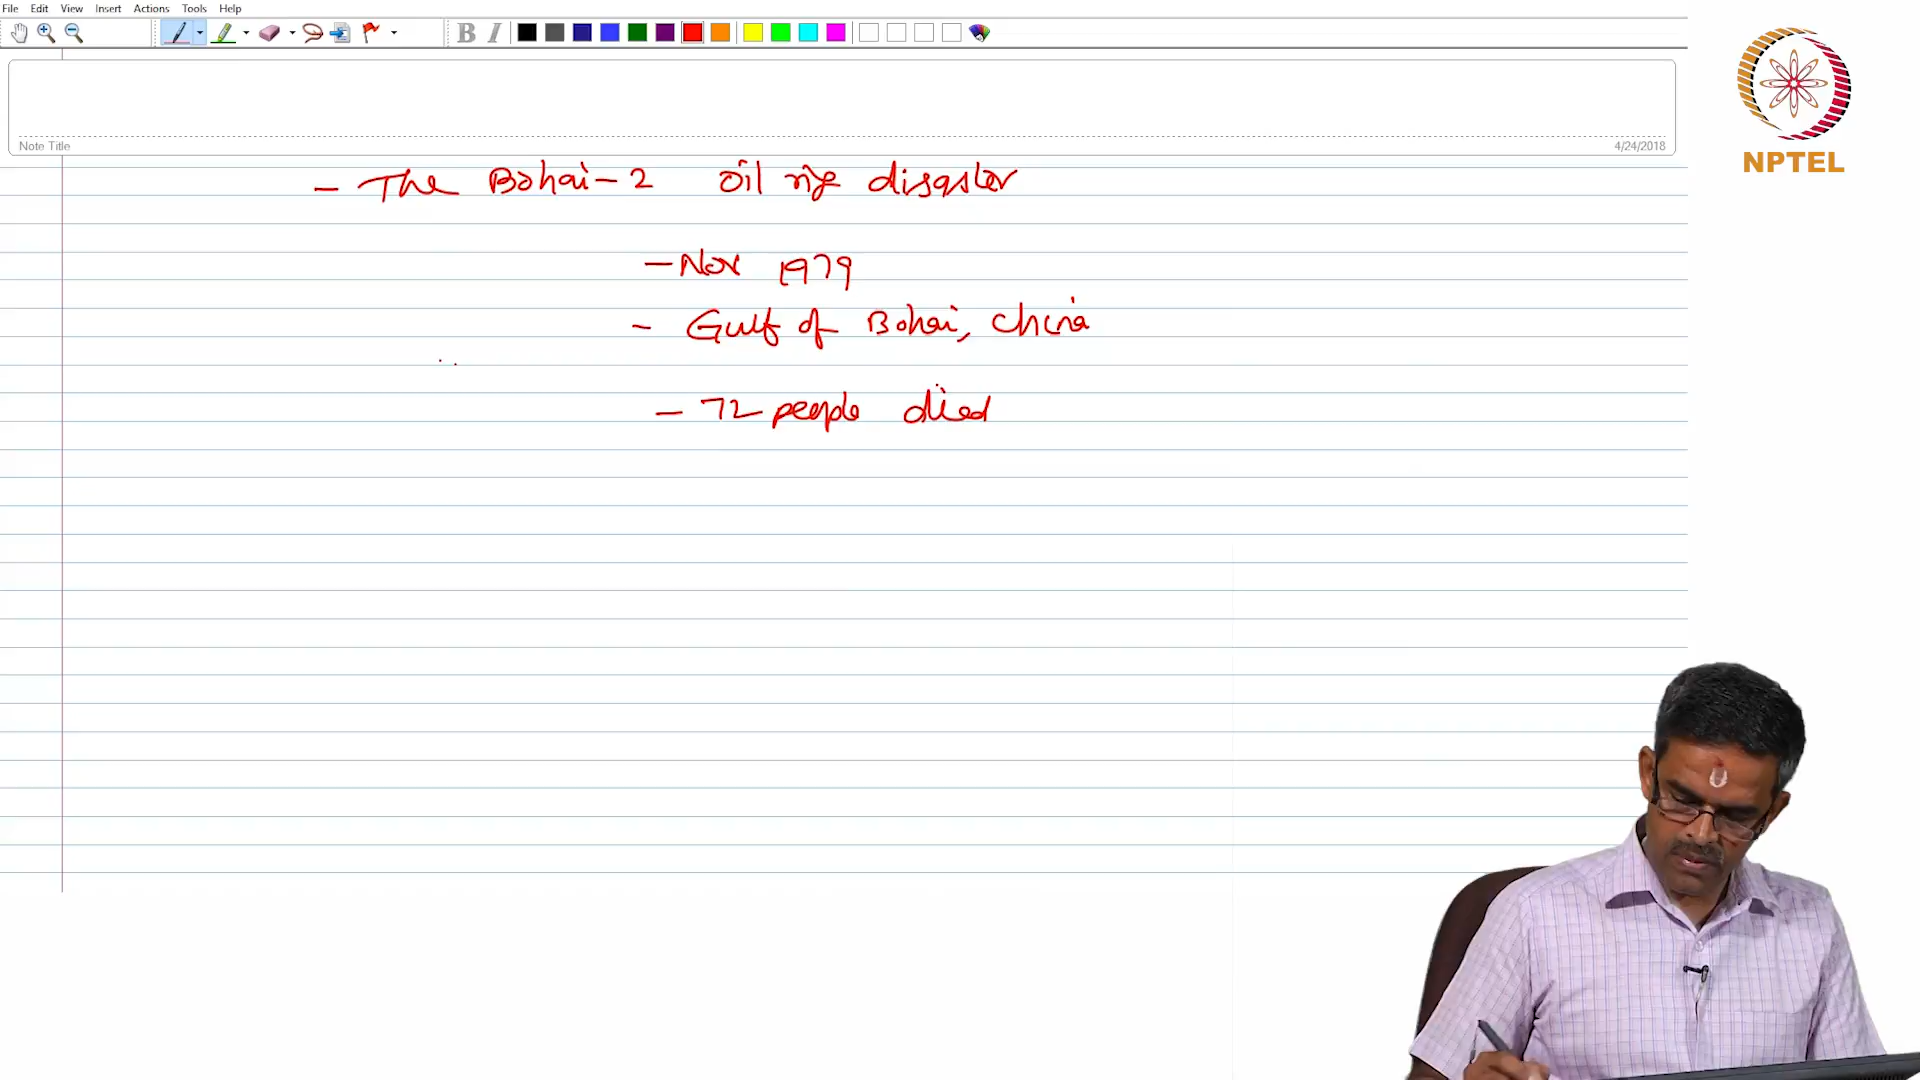 File Edit View Insert Actions Tools Help
B I
Note Title
4/24/2018
NPTEL
- The Bohai-2 oil rig disaster
- Nov 1979
- Gulf of Bohai, China
- 72 people died